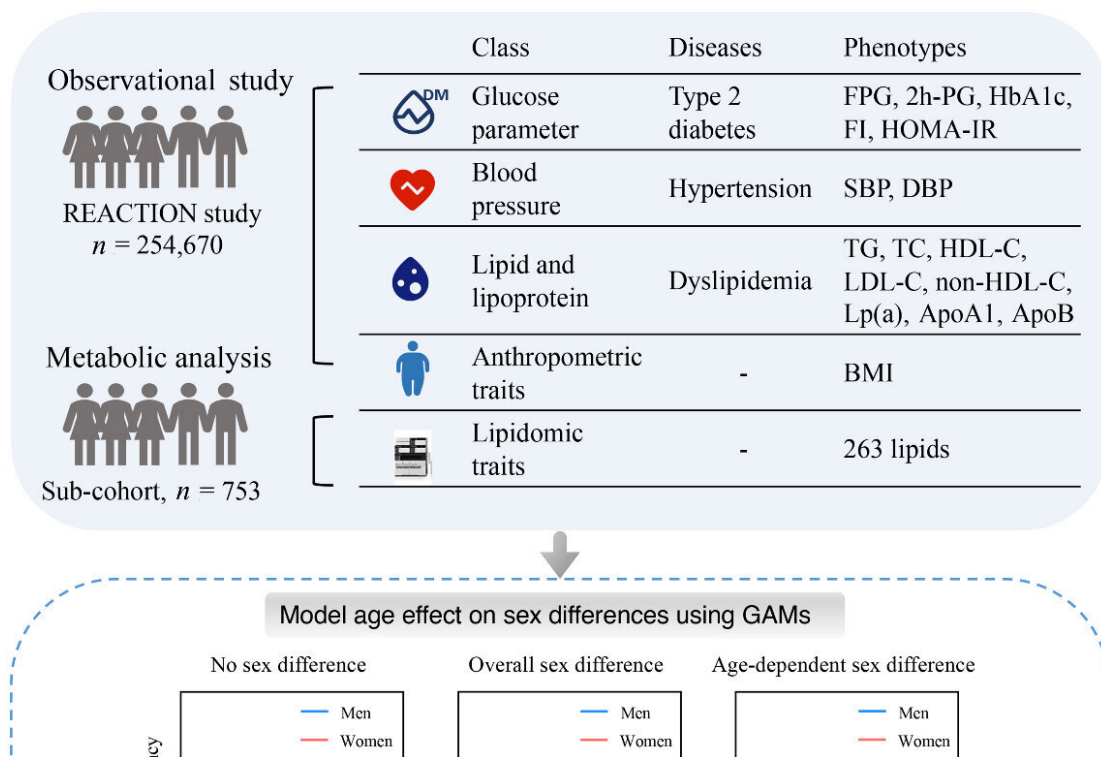 Class Diseases Phenotypes
Observational study
REACTION study
n = 254,670
DM
Glucose Type 2 FPG, 2h-PG, HbA1c,
parameter diabetes FI, HOMA-IR
Blood
pressure Hypertension SBP, DBP
Lipid and
lipoprotein Dyslipidemia TG, TC, HDL-C,
LDL-C, non-HDL-C,
Lp(a), ApoA1, ApoB
Anthropometric
traits - BMI
Metabolic analysis
Sub-cohort, n = 753
Lipidomic
traits - 263 lipids
Model age effect on sex differences using GAMs
No sex difference Overall sex difference Age-dependent sex difference
Men Men Men
Women Women Women